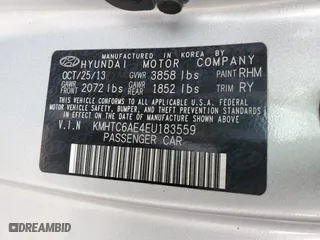 MANUFACTURED IN KOREA BY
HYUNDAI MOTOR COMPANY
OCT/25/13 GVWR 3858 lbs PAINT RHM
GAWR FRONT 2072 lbs GAWR REAR 1852 lbs TRIM RY
THIS VEHICLE CONFORMS TO ALL APPLICABLE
FEDERAL MOTOR VEHICLE SAFETY, BUMPER, AND
THEFT PREVENTION STANDARDS IN EFFECT ON
THE DATE OF MANUFACTURE SHOWN ABOVE.
V.I.N KMHTC6AE4EU183559
PASSENGER CAR
DREAMBID